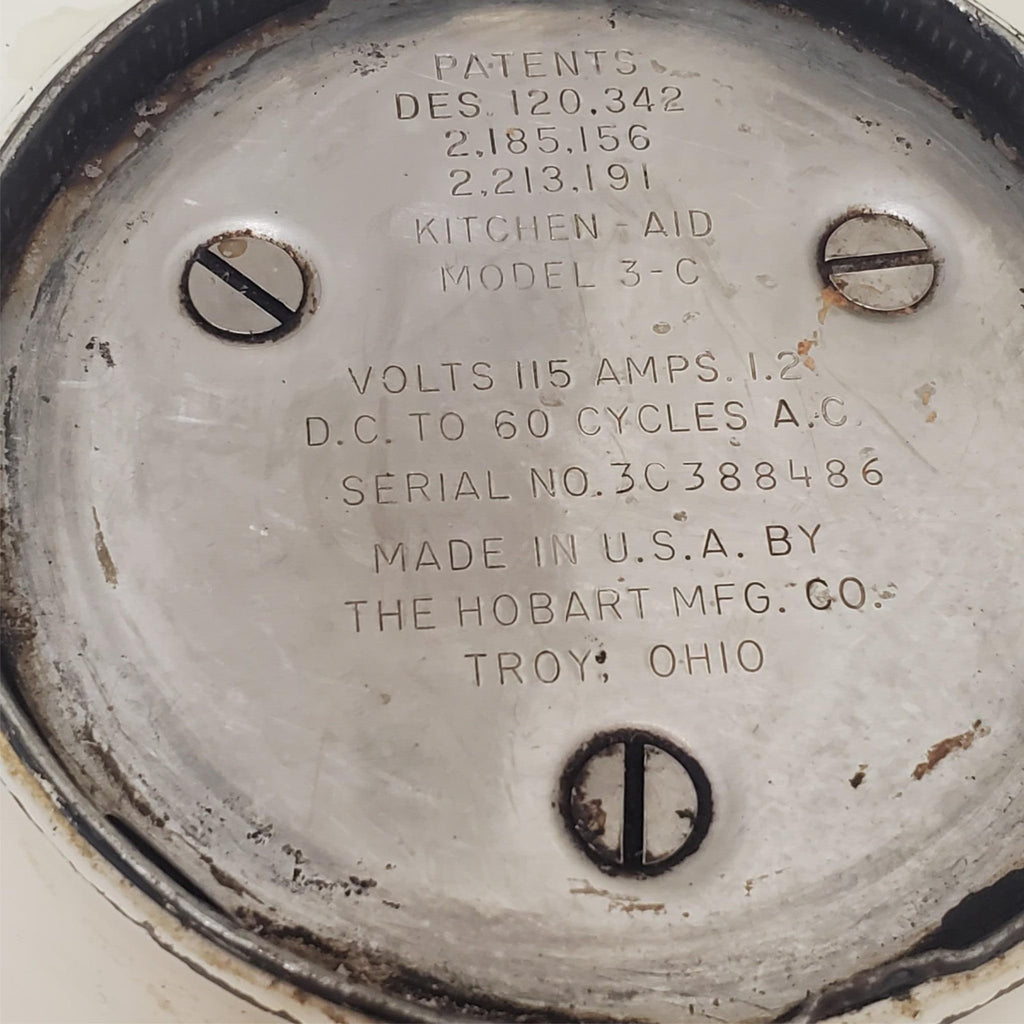 PATENTS
DES. 120,342
2,185,156
2,213,191
KITCHEN-AID
MODEL 3-C
VOLTS 115 AMPS. 1.2
D.C. TO 60 CYCLES A.C.
SERIAL NO. 3C388486
MADE IN U.S.A. BY
THE HOBART MFG. CO.
TROY, OHIO